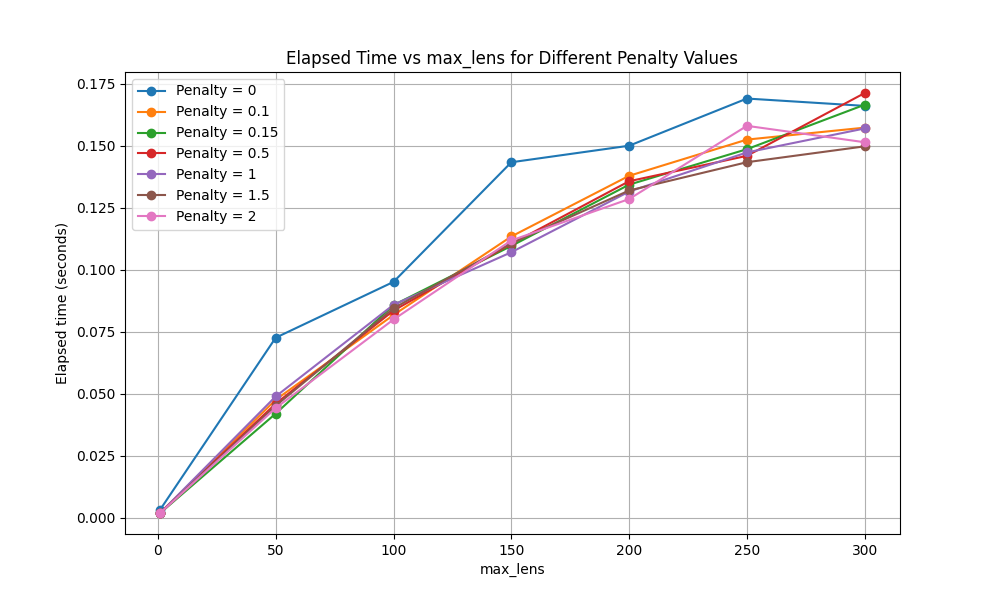 Elapsed Time vs max_lens for Different Penalty Values
Penalty = 0
Penalty = 0.1
Penalty = 0.15
Penalty = 0.5
Penalty = 1
Penalty = 1.5
Penalty = 2
Elapsed time (seconds)
0.175
0.150
0.125
0.100
0.075
0.050
0.025
0.000
0 50 100 150 200 250 300
max_lens